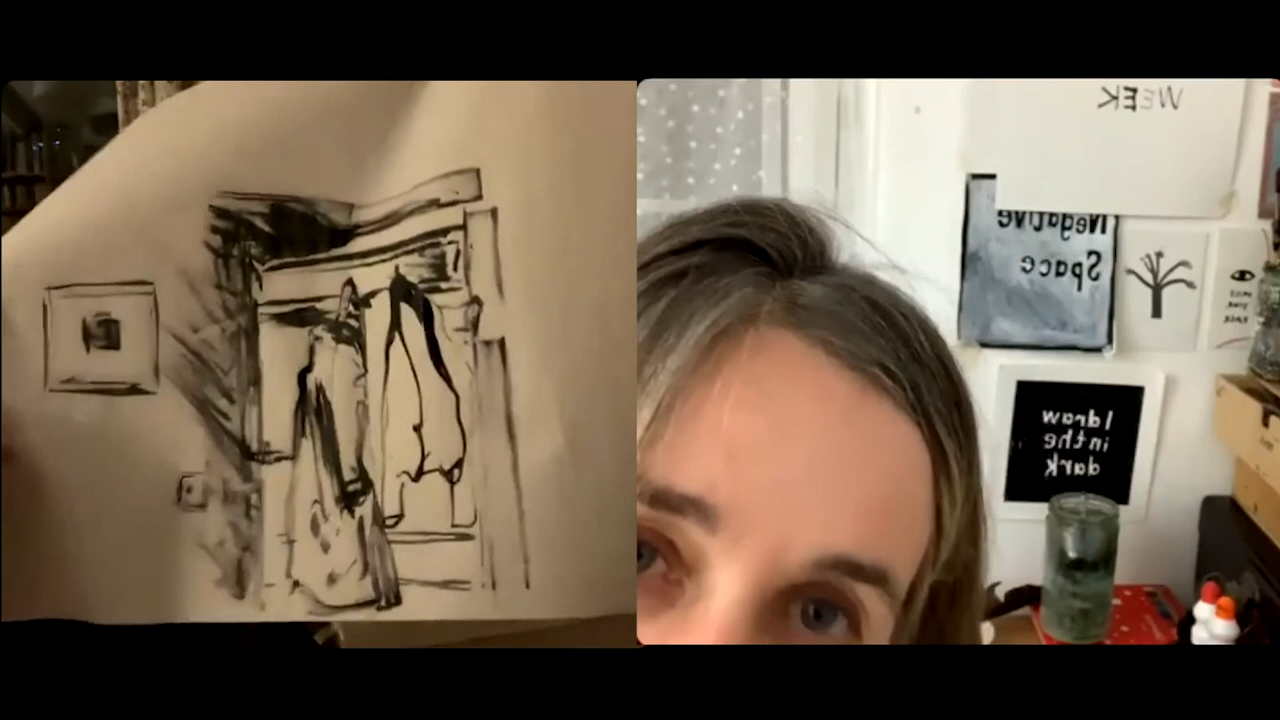 WEEK
Negative
Space
I draw
in the
dark